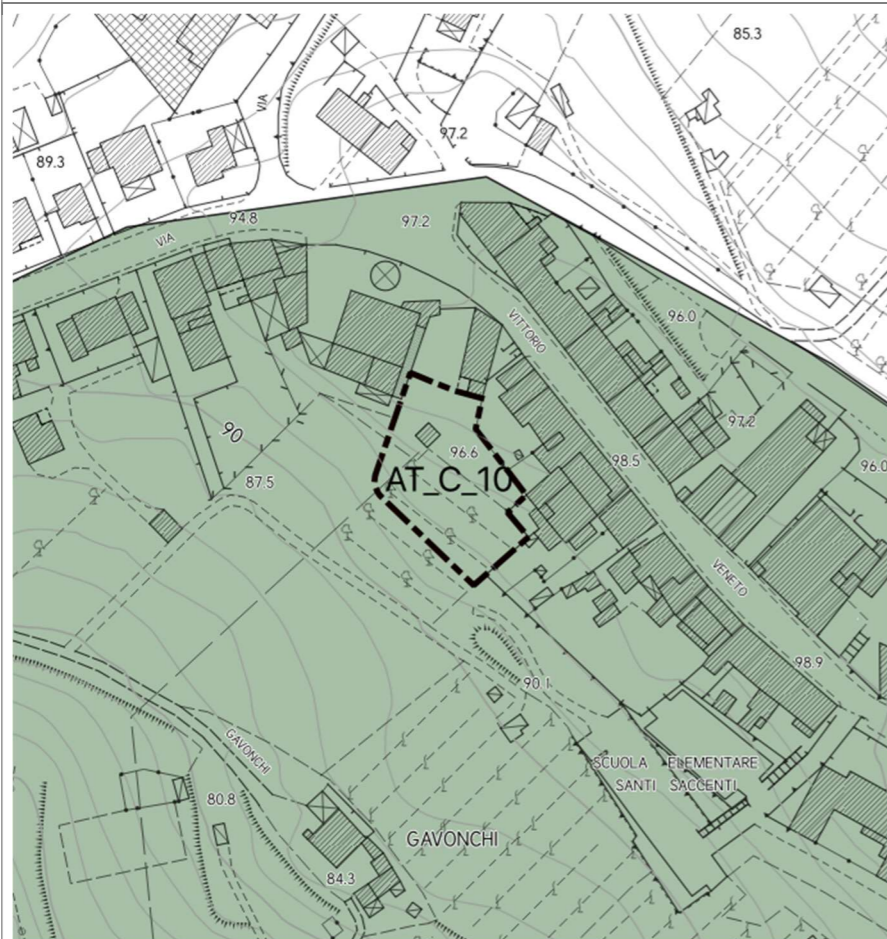 85.3
VIA
97.2
89.3
94.8
97.2
VIA
96.0
VITTORIO
97.2
90
96.6
98.5
96.0
87.5
AT_C_10
VENETO
98.9
90.1
GAVONCHI
SCUOLA ELEMENTARE
SANTI SACCENTI
80.8
GAVONCHI
84.3